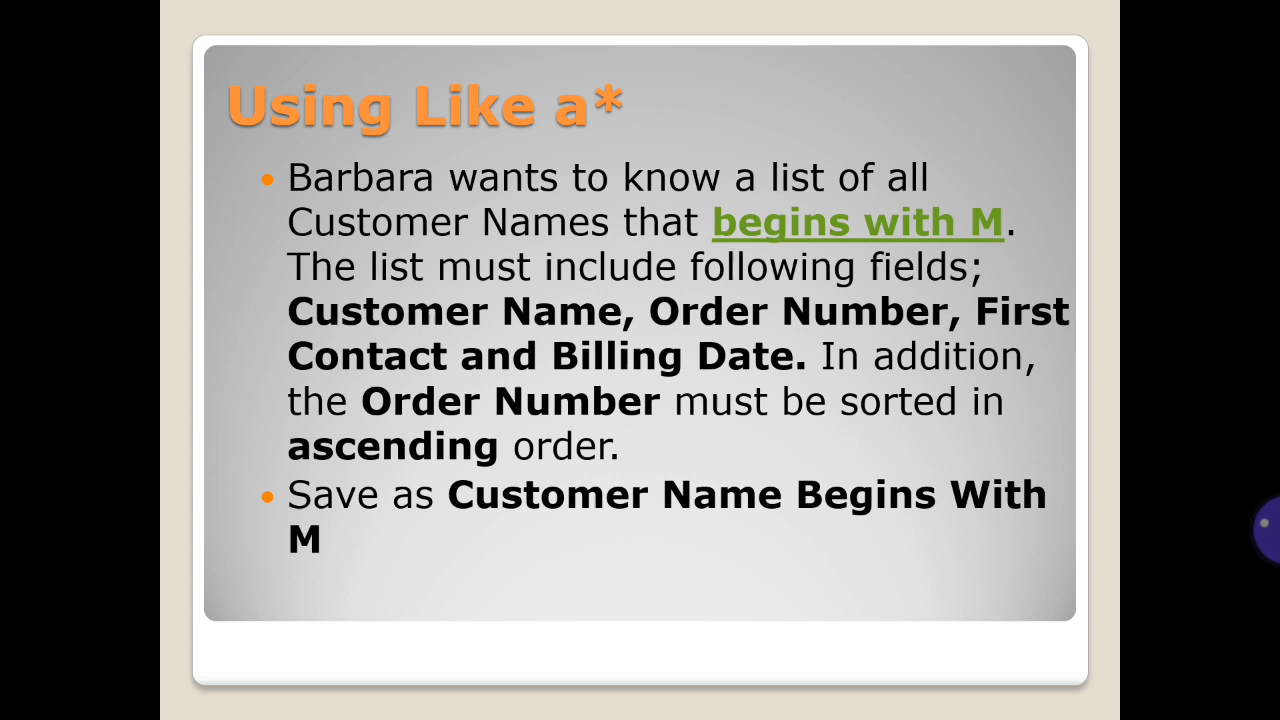 Using Like a*
Barbara wants to know a list of all
Customer Names that begins with M.
The list must include following fields;
Customer Name, Order Number, First
Contact and Billing Date. In addition,
the Order Number must be sorted in
ascending order.
Save as Customer Name Begins With
M